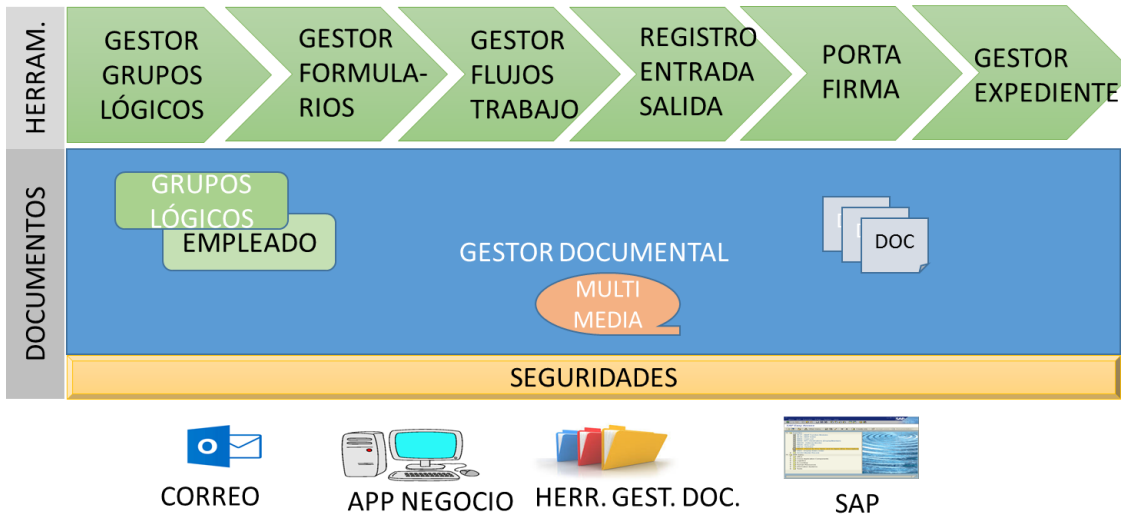 HERRAM.
GESTOR
GRUPOS
LÓGICOS
GESTOR
FORMULA-
RIOS
GESTOR
FLUJOS
TRABAJO
REGISTRO
ENTRADA
SALIDA
PORTA
FIRMA
GESTOR
EXPEDIENTE
DOCUMENTOS
GRUPOS
LÓGICOS
EMPLEADO
GESTOR DOCUMENTAL
MULTI
MEDIA
DOC
SEGURIDADES
CORREO
APP NEGOCIO
HERR. GEST. DOC.
SAP